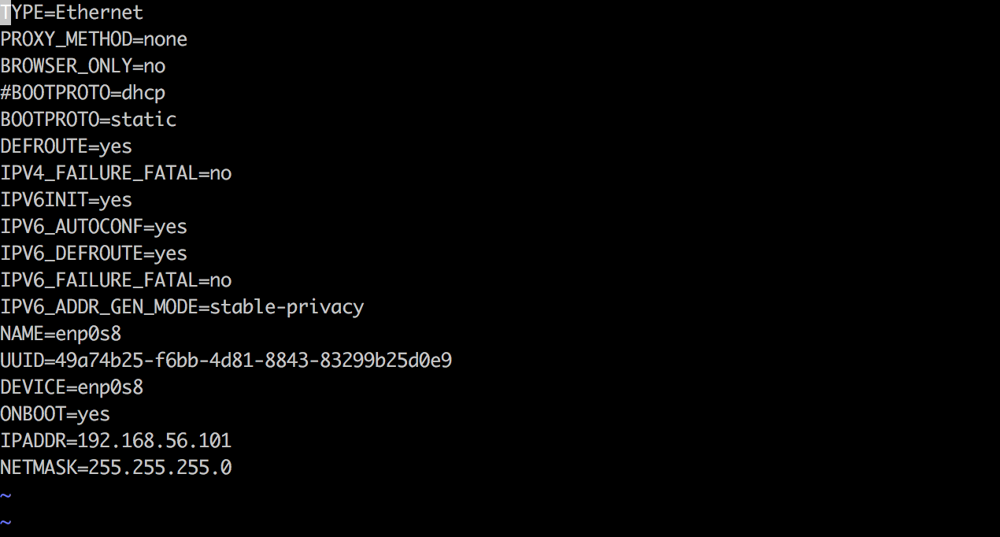 TYPE=Ethernet
PROXY_METHOD=none
BROWSER_ONLY=no
#BOOTPROTO=dhcp
BOOTPROTO=static
DEFROUTE=yes
IPV4_FAILURE_FATAL=no
IPV6INIT=yes
IPV6_AUTOCONF=yes
IPV6_DEFROUTE=yes
IPV6_FAILURE_FATAL=no
IPV6_ADDR_GEN_MODE=stable-privacy
NAME=enp0s8
UUID=49a74b25-f6bb-4d81-8843-83299b25d0e9
DEVICE=enp0s8
ONBOOT=yes
IPADDR=192.168.56.101
NETMASK=255.255.255.0
~
~